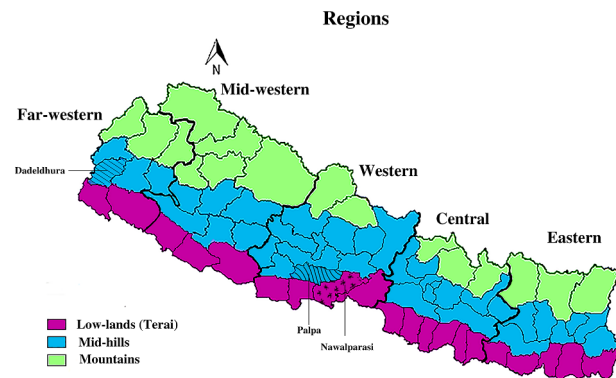 Regions
N
Mid-western
Far-western
Dadeldhura
Western
Central
Eastern
Palpa
Nawalparasi
Low-lands (Terai)
Mid-hills
Mountains